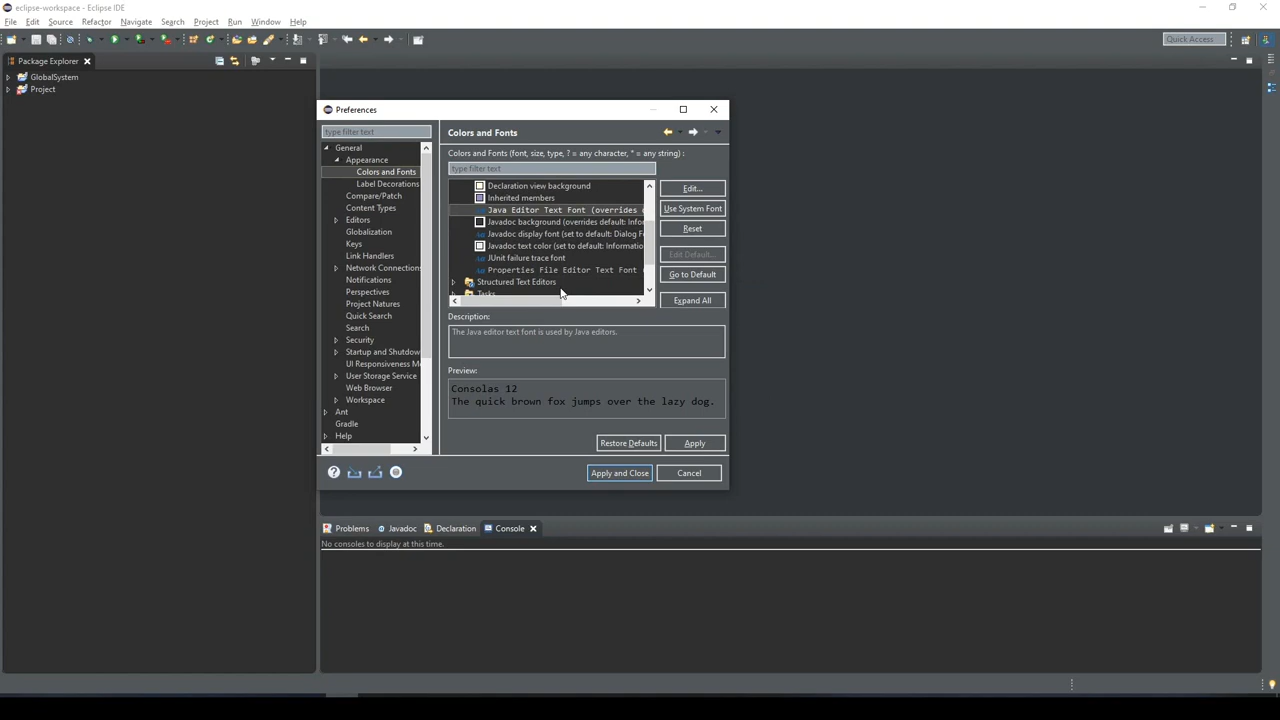 eclipse-workspace - Eclipse IDE
File Edit Source Refactor Navigate Search Project Run Window Help
Quick Access
Package Explorer
GlobalSystem
Project
Preferences
type filter text
General
Appearance
Colors and Fonts
Label Decorations
Compare/Patch
Content Types
Editors
Globalization
Keys
Link Handlers
Network Connections
Notifications
Perspectives
Project Natures
Quick Search
Search
Security
Startup and Shutdow
UI Responsiveness M
User Storage Service
Web Browser
Workspace
Ant
Gradle
Help
Colors and Fonts
Colors and Fonts (font, size, type, ? = any character, * = any string) :
type filter text
Declaration view background
Inherited members
Java Editor Text Font (overrides
Javadoc background (overrides default: Infor
Javadoc display font (set to default: Dialog F
Javadoc text color (set to default: Informatio
JUnit failure trace font
Properties File Editor Text Font (
Structured Text Editors
Tasks
Edit...
Use System Font
Reset
Edit Default...
Go to Default
Expand All
Description:
The Java editor text font is used by Java editors.
Preview:
Consolas 12
The quick brown fox jumps over the lazy dog.
Restore Defaults Apply
Apply and Close Cancel
Problems Javadoc Declaration Console
No consoles to display at this time.